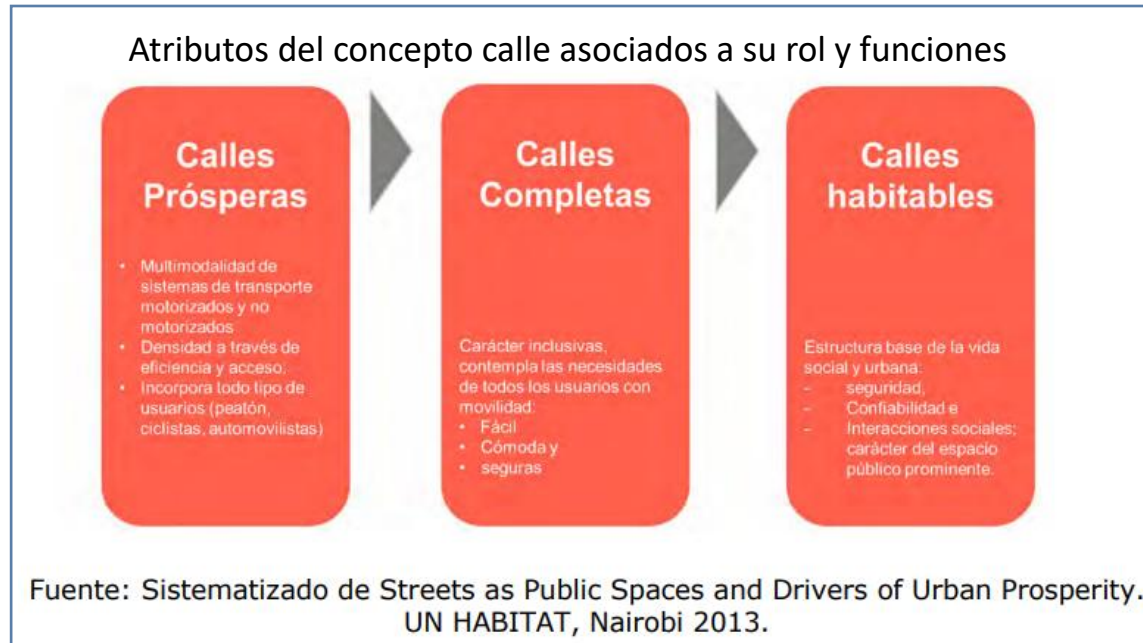 Atributos del concepto calle asociados a su rol y funciones
Calles
Prósperas
• Multimodalidad de
sistemas de transporte
motorizados y no
motorizados
• Densidad a través de
eficiencia y acceso.
• Incorpora todo tipo de
usuarios (peatón,
ciclistas, automovilistas)
Calles
Completas
Carácter inclusivas,
contempla las necesidades
de todos los usuarios con
movilidad:
• Fácil
• Cómoda y
• seguras
Calles
habitables
Estructura base de la vida
social y urbana:
- seguridad,
- Confiabilidad e
- Interacciones sociales;
carácter del espacio
público prominente.
Fuente: Sistematizado de Streets as Public Spaces and Drivers of Urban Prosperity.
UN HABITAT, Nairobi 2013.